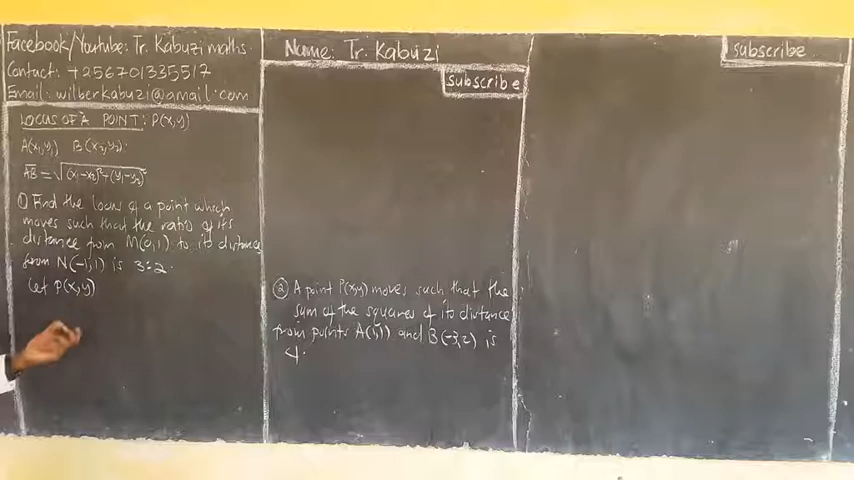 Facebook/Youtube: Tr. Kabuzi maths.
Contact: +256701335517
Email: wilberkabuzi@gmail.com
LOCUS OF A POINT: P(x,y)
A(x₁,y₁) B(x₂,y₂).
AB = √(x₁-x₂)²+(y₁-y₂)²
① Find the locus of a point which
moves such that the ratio of its
distance from M(0,1) to its distance
from N(-1,1) is 3:2.
Let P(x,y)
Name: Tr. Kabuzi
subscribe
② A point P(x,y) moves such that the
sum of the squares of its distance
from points A(1,1) and B(-3,2) is
4.
subscribe